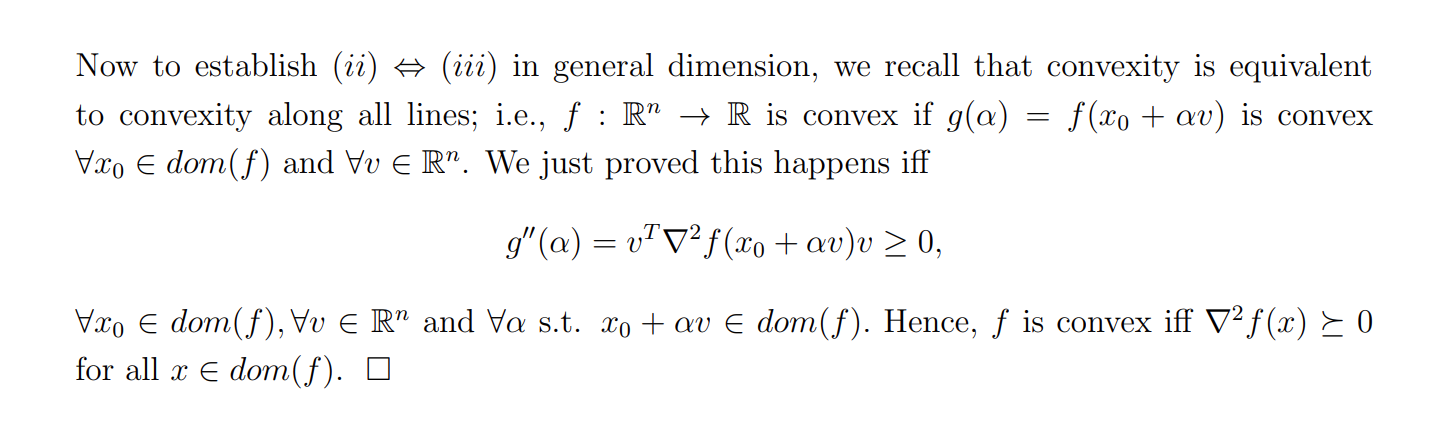 Now to establish (ii) ⇔ (iii) in general dimension, we recall that convexity is equivalent
to convexity along all lines; i.e., f : ℝⁿ → ℝ is convex if g(α) = f(x₀ + αv) is convex
∀x₀ ∈ dom(f) and ∀v ∈ ℝⁿ. We just proved this happens iff
g″(α) = vᵀ∇²f(x₀ + αv)v ≥ 0,
∀x₀ ∈ dom(f), ∀v ∈ ℝⁿ and ∀α s.t. x₀ + αv ∈ dom(f). Hence, f is convex iff ∇²f(x) ⪰ 0
for all x ∈ dom(f). □